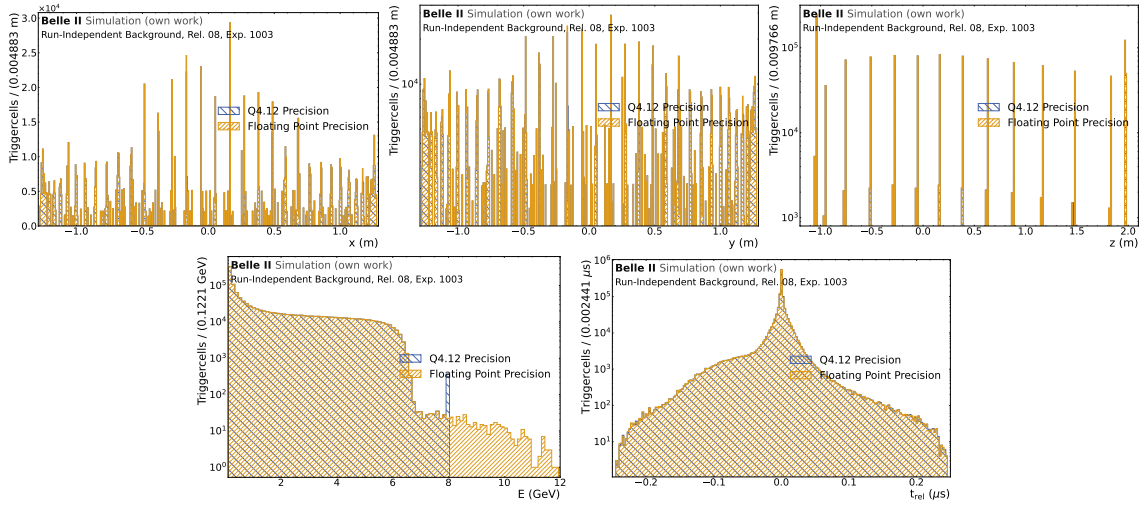 ×10⁴
Belle II Simulation (own work)
Run-Independent Background, Rel. 08, Exp. 1003
Q4.12 Precision
Floating Point Precision
Triggercells / (0.004883 m)
3.0
2.5
2.0
1.5
1.0
0.5
0.0
−1.0 −0.5 0.0 0.5 1.0
x (m)
Belle II Simulation (own work)
Run-Independent Background, Rel. 08, Exp. 1003
Q4.12 Precision
Floating Point Precision
Triggercells / (0.004883 m)
10⁴
−1.0 −0.5 0.0 0.5 1.0
y (m)
Belle II Simulation (own work)
Run-Independent Background, Rel. 08, Exp. 1003
Q4.12 Precision
Floating Point Precision
Triggercells / (0.009766 m)
10⁵
10⁴
10³
−1.0 −0.5 0.0 0.5 1.0 1.5 2.0
z (m)
Belle II Simulation (own work)
Run-Independent Background, Rel. 08, Exp. 1003
Q4.12 Precision
Floating Point Precision
Triggercells / (0.1221 GeV)
10⁵
10⁴
10³
10²
10¹
10⁰
2 4 6 8 10 12
E (GeV)
Belle II Simulation (own work)
Run-Independent Background, Rel. 08, Exp. 1003
Q4.12 Precision
Floating Point Precision
Triggercells / (0.002441 μs)
10⁶
10⁵
10⁴
10³
10²
10¹
−0.2 −0.1 0.0 0.1 0.2
t_rel (μs)